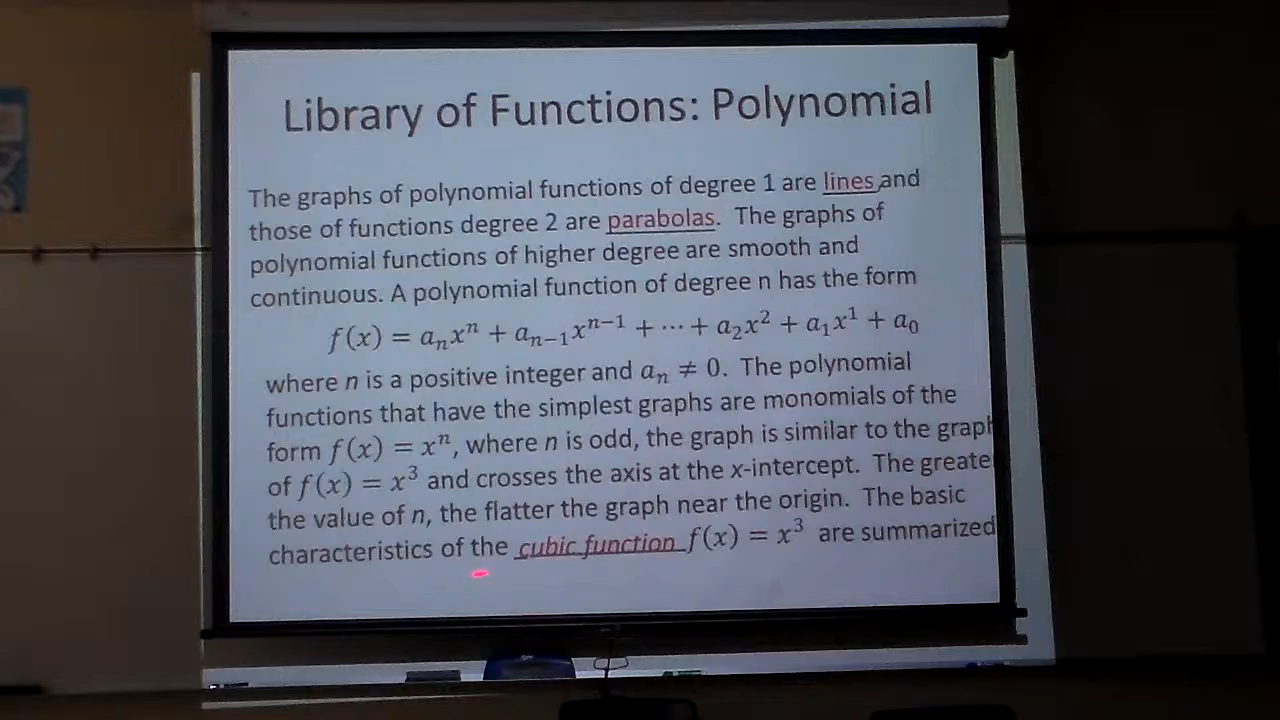 Library of Functions: Polynomial
The graphs of polynomial functions of degree 1 are lines and
those of functions degree 2 are parabolas. The graphs of
polynomial functions of higher degree are smooth and
continuous. A polynomial function of degree n has the form
f(x) = aₙxⁿ + aₙ₋₁xⁿ⁻¹ + ⋯ + a₂x² + a₁x¹ + a₀
where n is a positive integer and aₙ ≠ 0. The polynomial
functions that have the simplest graphs are monomials of the
form f(x) = xⁿ, where n is odd, the graph is similar to the graph
of f(x) = x³ and crosses the axis at the x-intercept. The greate
the value of n, the flatter the graph near the origin. The basic
characteristics of the cubic function f(x) = x³ are summarized